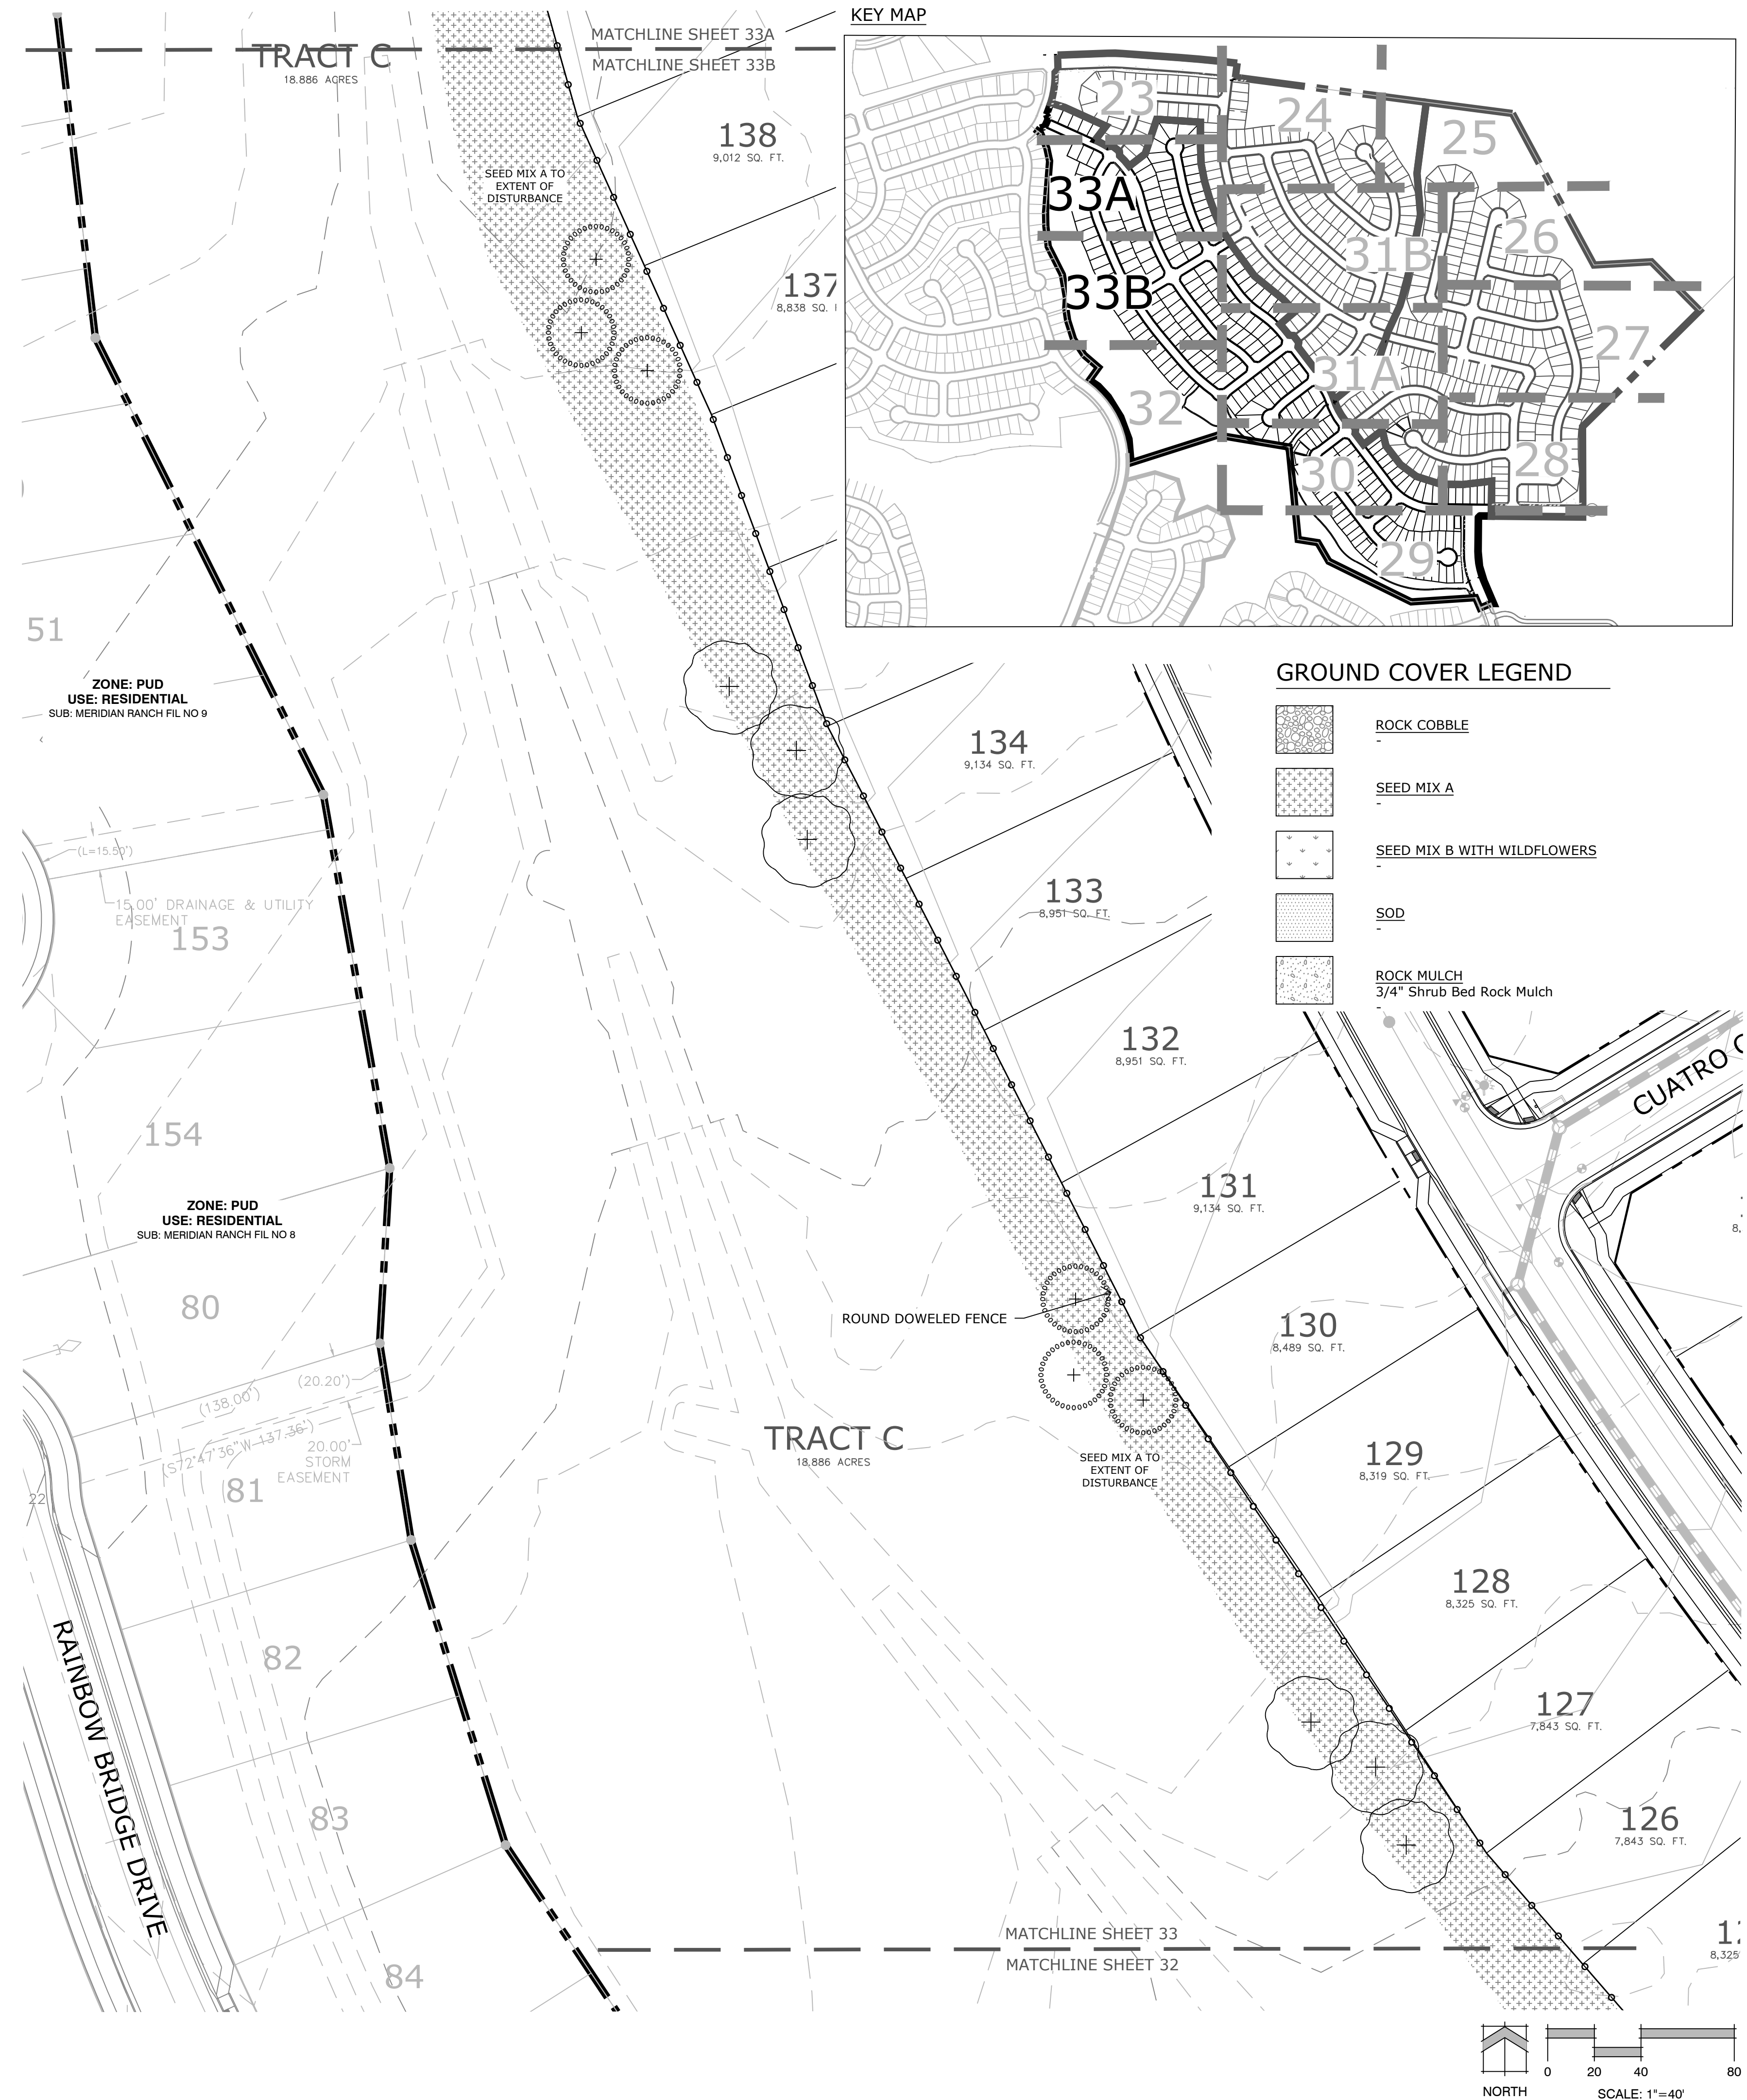 KEY MAP
MATCHLINE SHEET 33A
MATCHLINE SHEET 33B
TRACT C
18.886 ACRES
23
24
25
33A
33B
31B
26
27
31A
32
30
28
29
138
9,012 SQ. FT.
SEED MIX A TO
EXTENT OF
DISTURBANCE
137
8,838 SQ.
51
ZONE: PUD
USE: RESIDENTIAL
SUB: MERIDIAN RANCH FIL NO 9
GROUND COVER LEGEND
ROCK COBBLE
-
SEED MIX A
-
SEED MIX B WITH WILDFLOWERS
-
SOD
-
ROCK MULCH
3/4" Shrub Bed Rock Mulch
-
134
9,134 SQ. FT.
133
8,951 SQ. FT.
132
8,951 SQ. FT.
131
9,134 SQ. FT.
130
8,489 SQ. FT.
129
8,319 SQ. FT.
128
8,325 SQ. FT.
127
7,843 SQ. FT.
126
7,843 SQ. FT.
8,325
CUATRO
8,
(L=15.50')
15.00' DRAINAGE & UTILITY
EASEMENT
153
154
ZONE: PUD
USE: RESIDENTIAL
SUB: MERIDIAN RANCH FIL NO 8
80
ROUND DOWELED FENCE
(20.20')
(138.00')
(S72°47'36"W 137.36')
20.00'
STORM
EASEMENT
81
22
TRACT C
18.886 ACRES
SEED MIX A TO
EXTENT OF
DISTURBANCE
82
83
84
RAINBOW BRIDGE DRIVE
MATCHLINE SHEET 33
MATCHLINE SHEET 32
NORTH
0 20 40 80
SCALE: 1"=40'